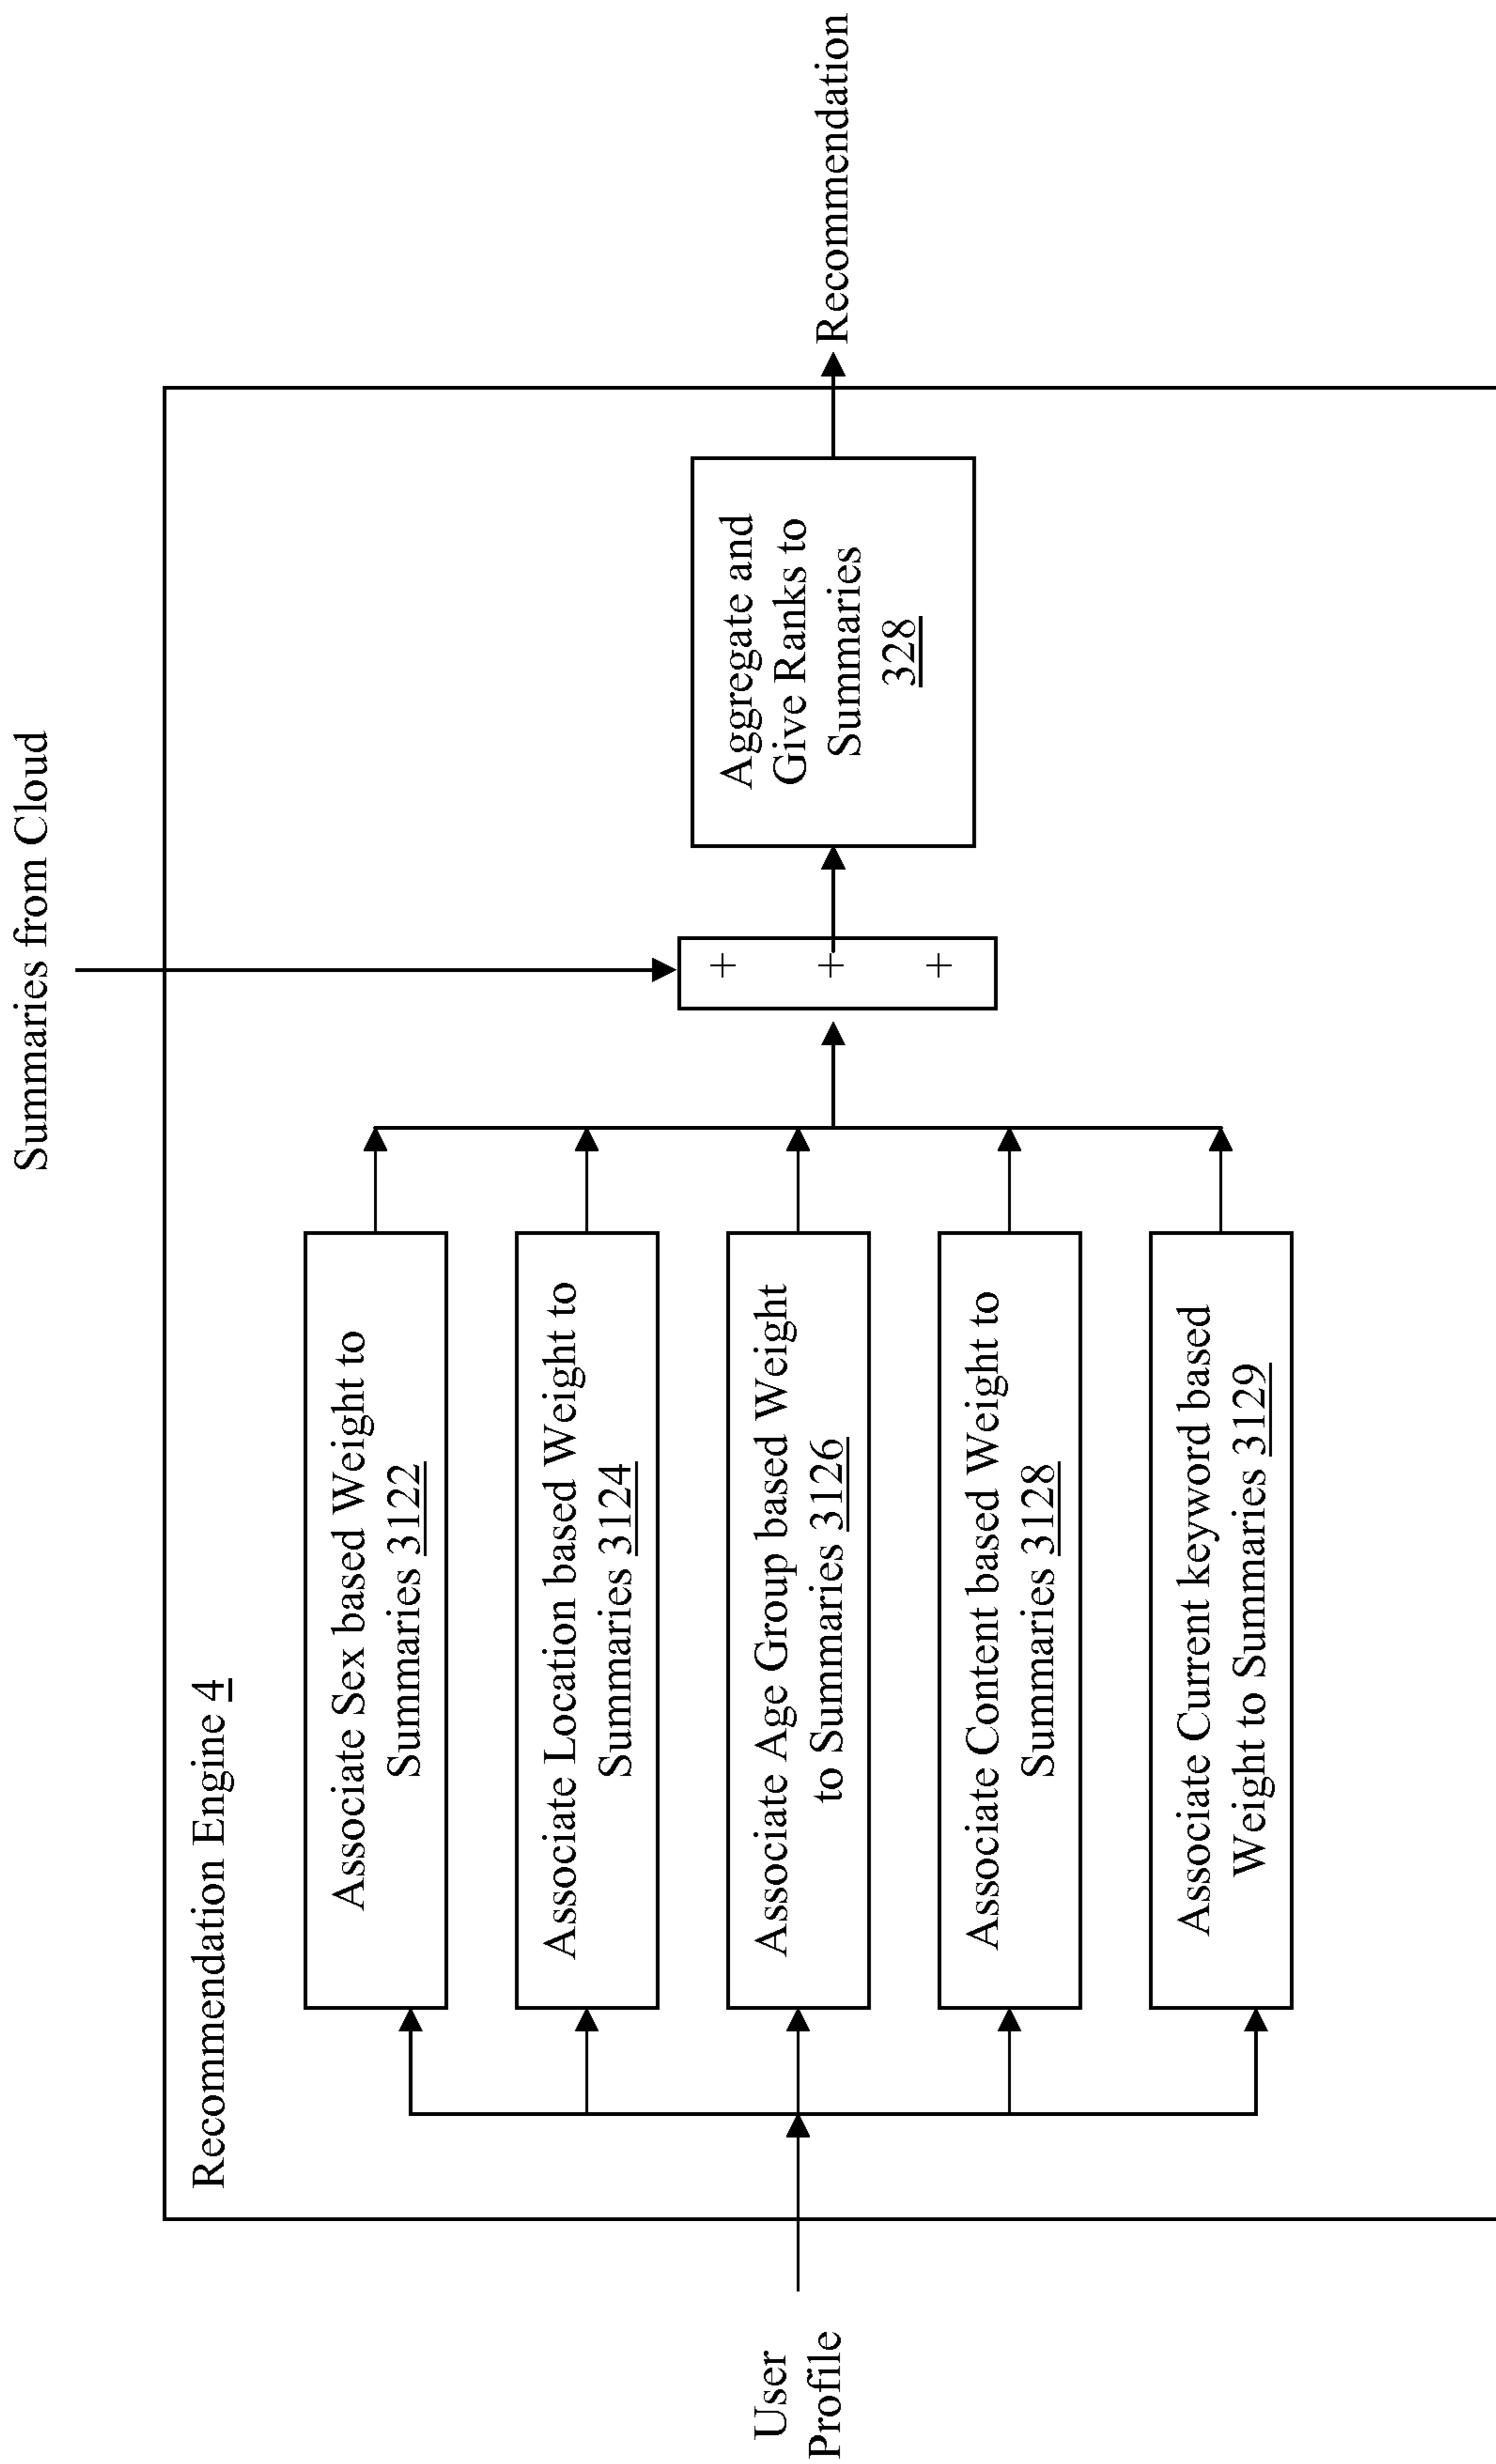 Summaries from Cloud
Recommendation Engine 4
User
Profile
Associate Sex based Weight to
Summaries 3122
Associate Location based Weight to
Summaries 3124
Associate Age Group based Weight
to Summaries 3126
Associate Content based Weight to
Summaries 3128
Associate Current keyword based
Weight to Summaries 3129
+
+
+
Aggregate and
Give Ranks to
Summaries
328
Recommendation